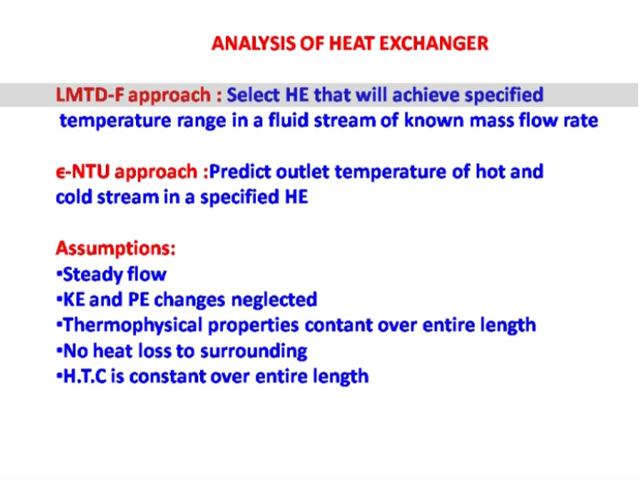 ANALYSIS OF HEAT EXCHANGER
LMTD-F approach : Select HE that will achieve specified
temperature range in a fluid stream of known mass flow rate
ϵ-NTU approach :Predict outlet temperature of hot and
cold stream in a specified HE
Assumptions:
•Steady flow
•KE and PE changes neglected
•Thermophysical properties contant over entire length
•No heat loss to surrounding
•H.T.C is constant over entire length